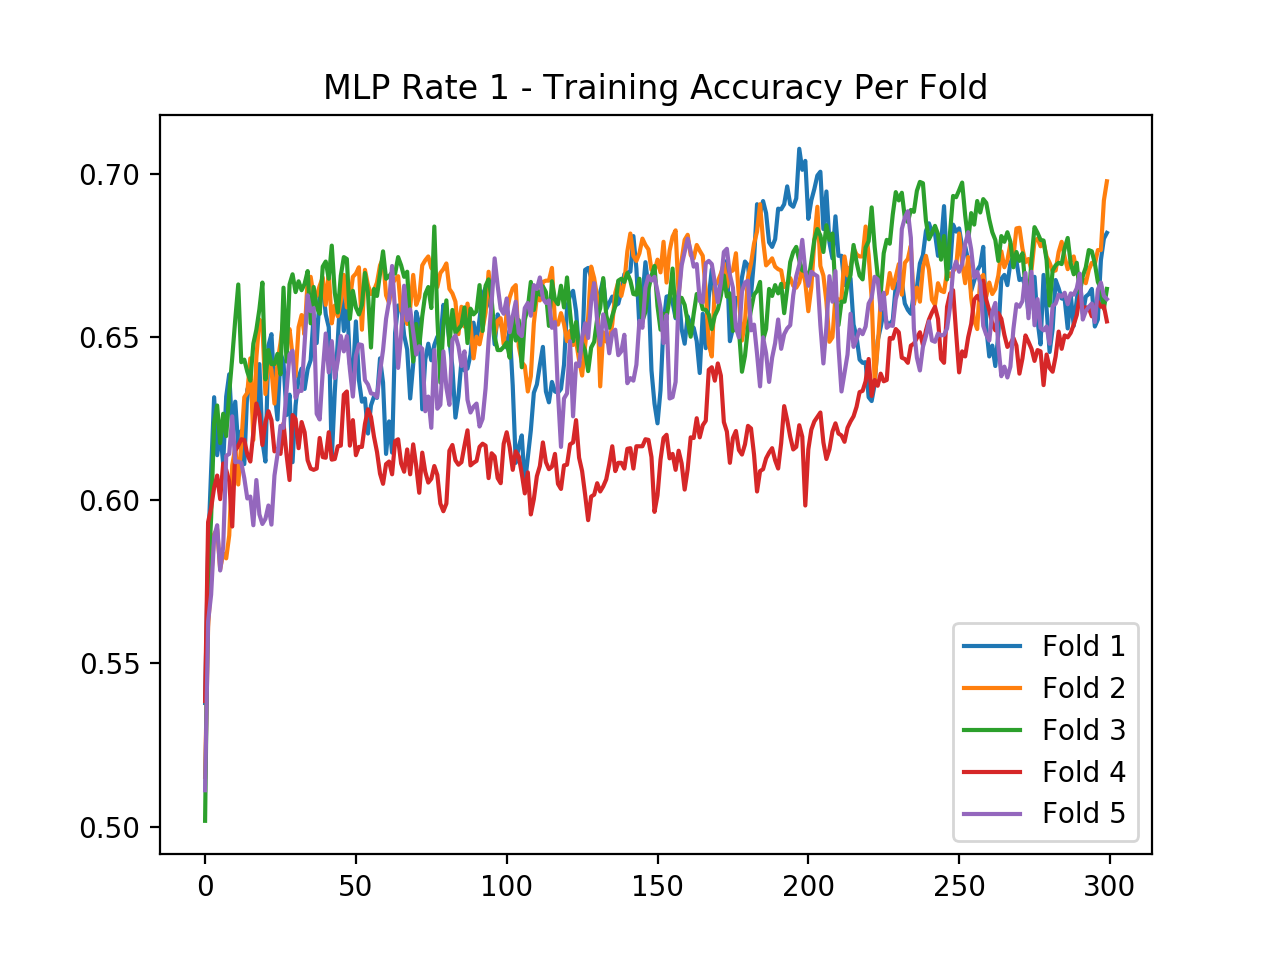 MLP Rate 1 - Training Accuracy Per Fold
0.70
0.65
0.60
0.55
0.50
Fold 1
Fold 2
Fold 3
Fold 4
Fold 5
0 50 100 150 200 250 300